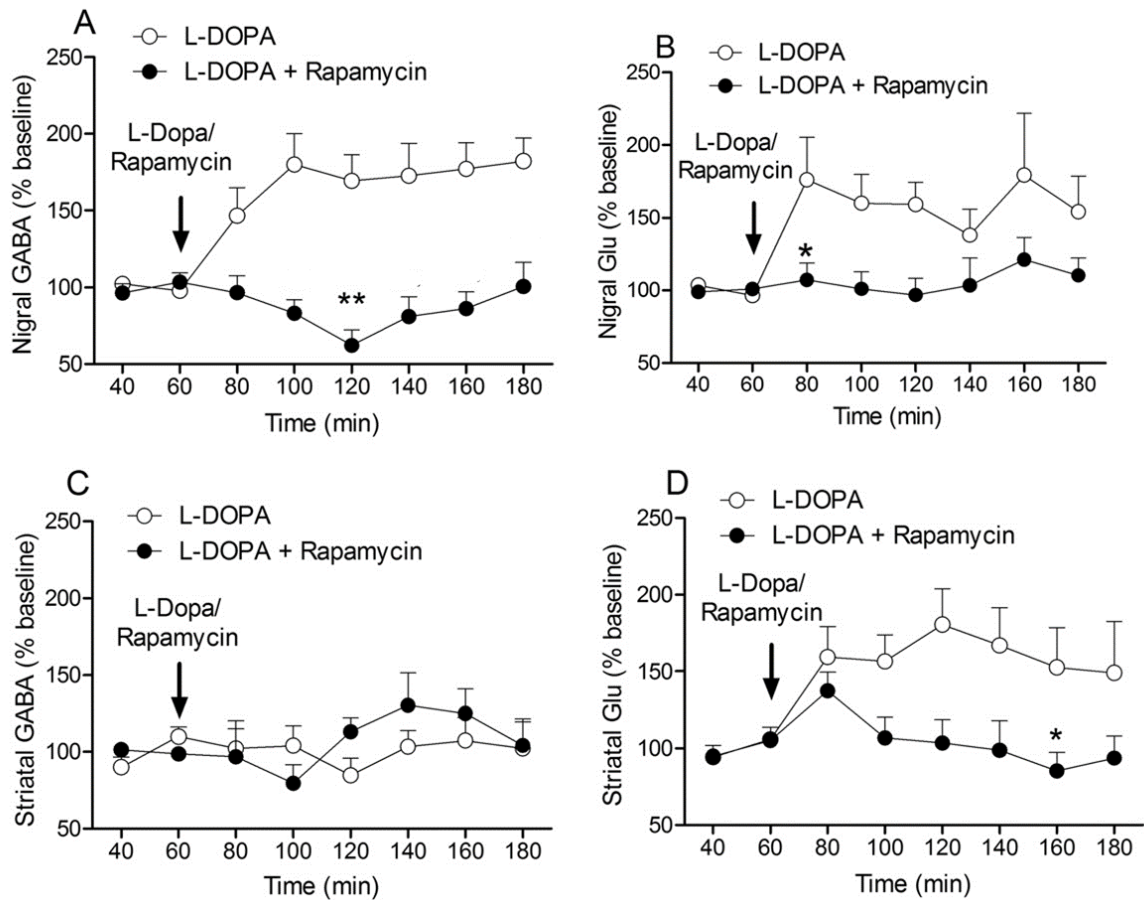 A
L-DOPA
L-DOPA + Rapamycin
250
200
150
100
50
Nigral GABA (% baseline)
L-Dopa/
Rapamycin
**
40 60 80 100 120 140 160 180
Time (min)
B
L-DOPA
L-DOPA + Rapamycin
250
200
150
100
50
Nigral Glu (% baseline)
L-Dopa/
Rapamycin
*
40 60 80 100 120 140 160 180
Time (min)
C
L-DOPA
L-DOPA + Rapamycin
250
200
150
100
50
Striatal GABA (% baseline)
L-Dopa/
Rapamycin
40 60 80 100 120 140 160 180
Time (min)
D
L-DOPA
L-DOPA + Rapamycin
250
200
150
100
50
Striatal Glu (% baseline)
L-Dopa/
Rapamycin
*
40 60 80 100 120 140 160 180
Time (min)